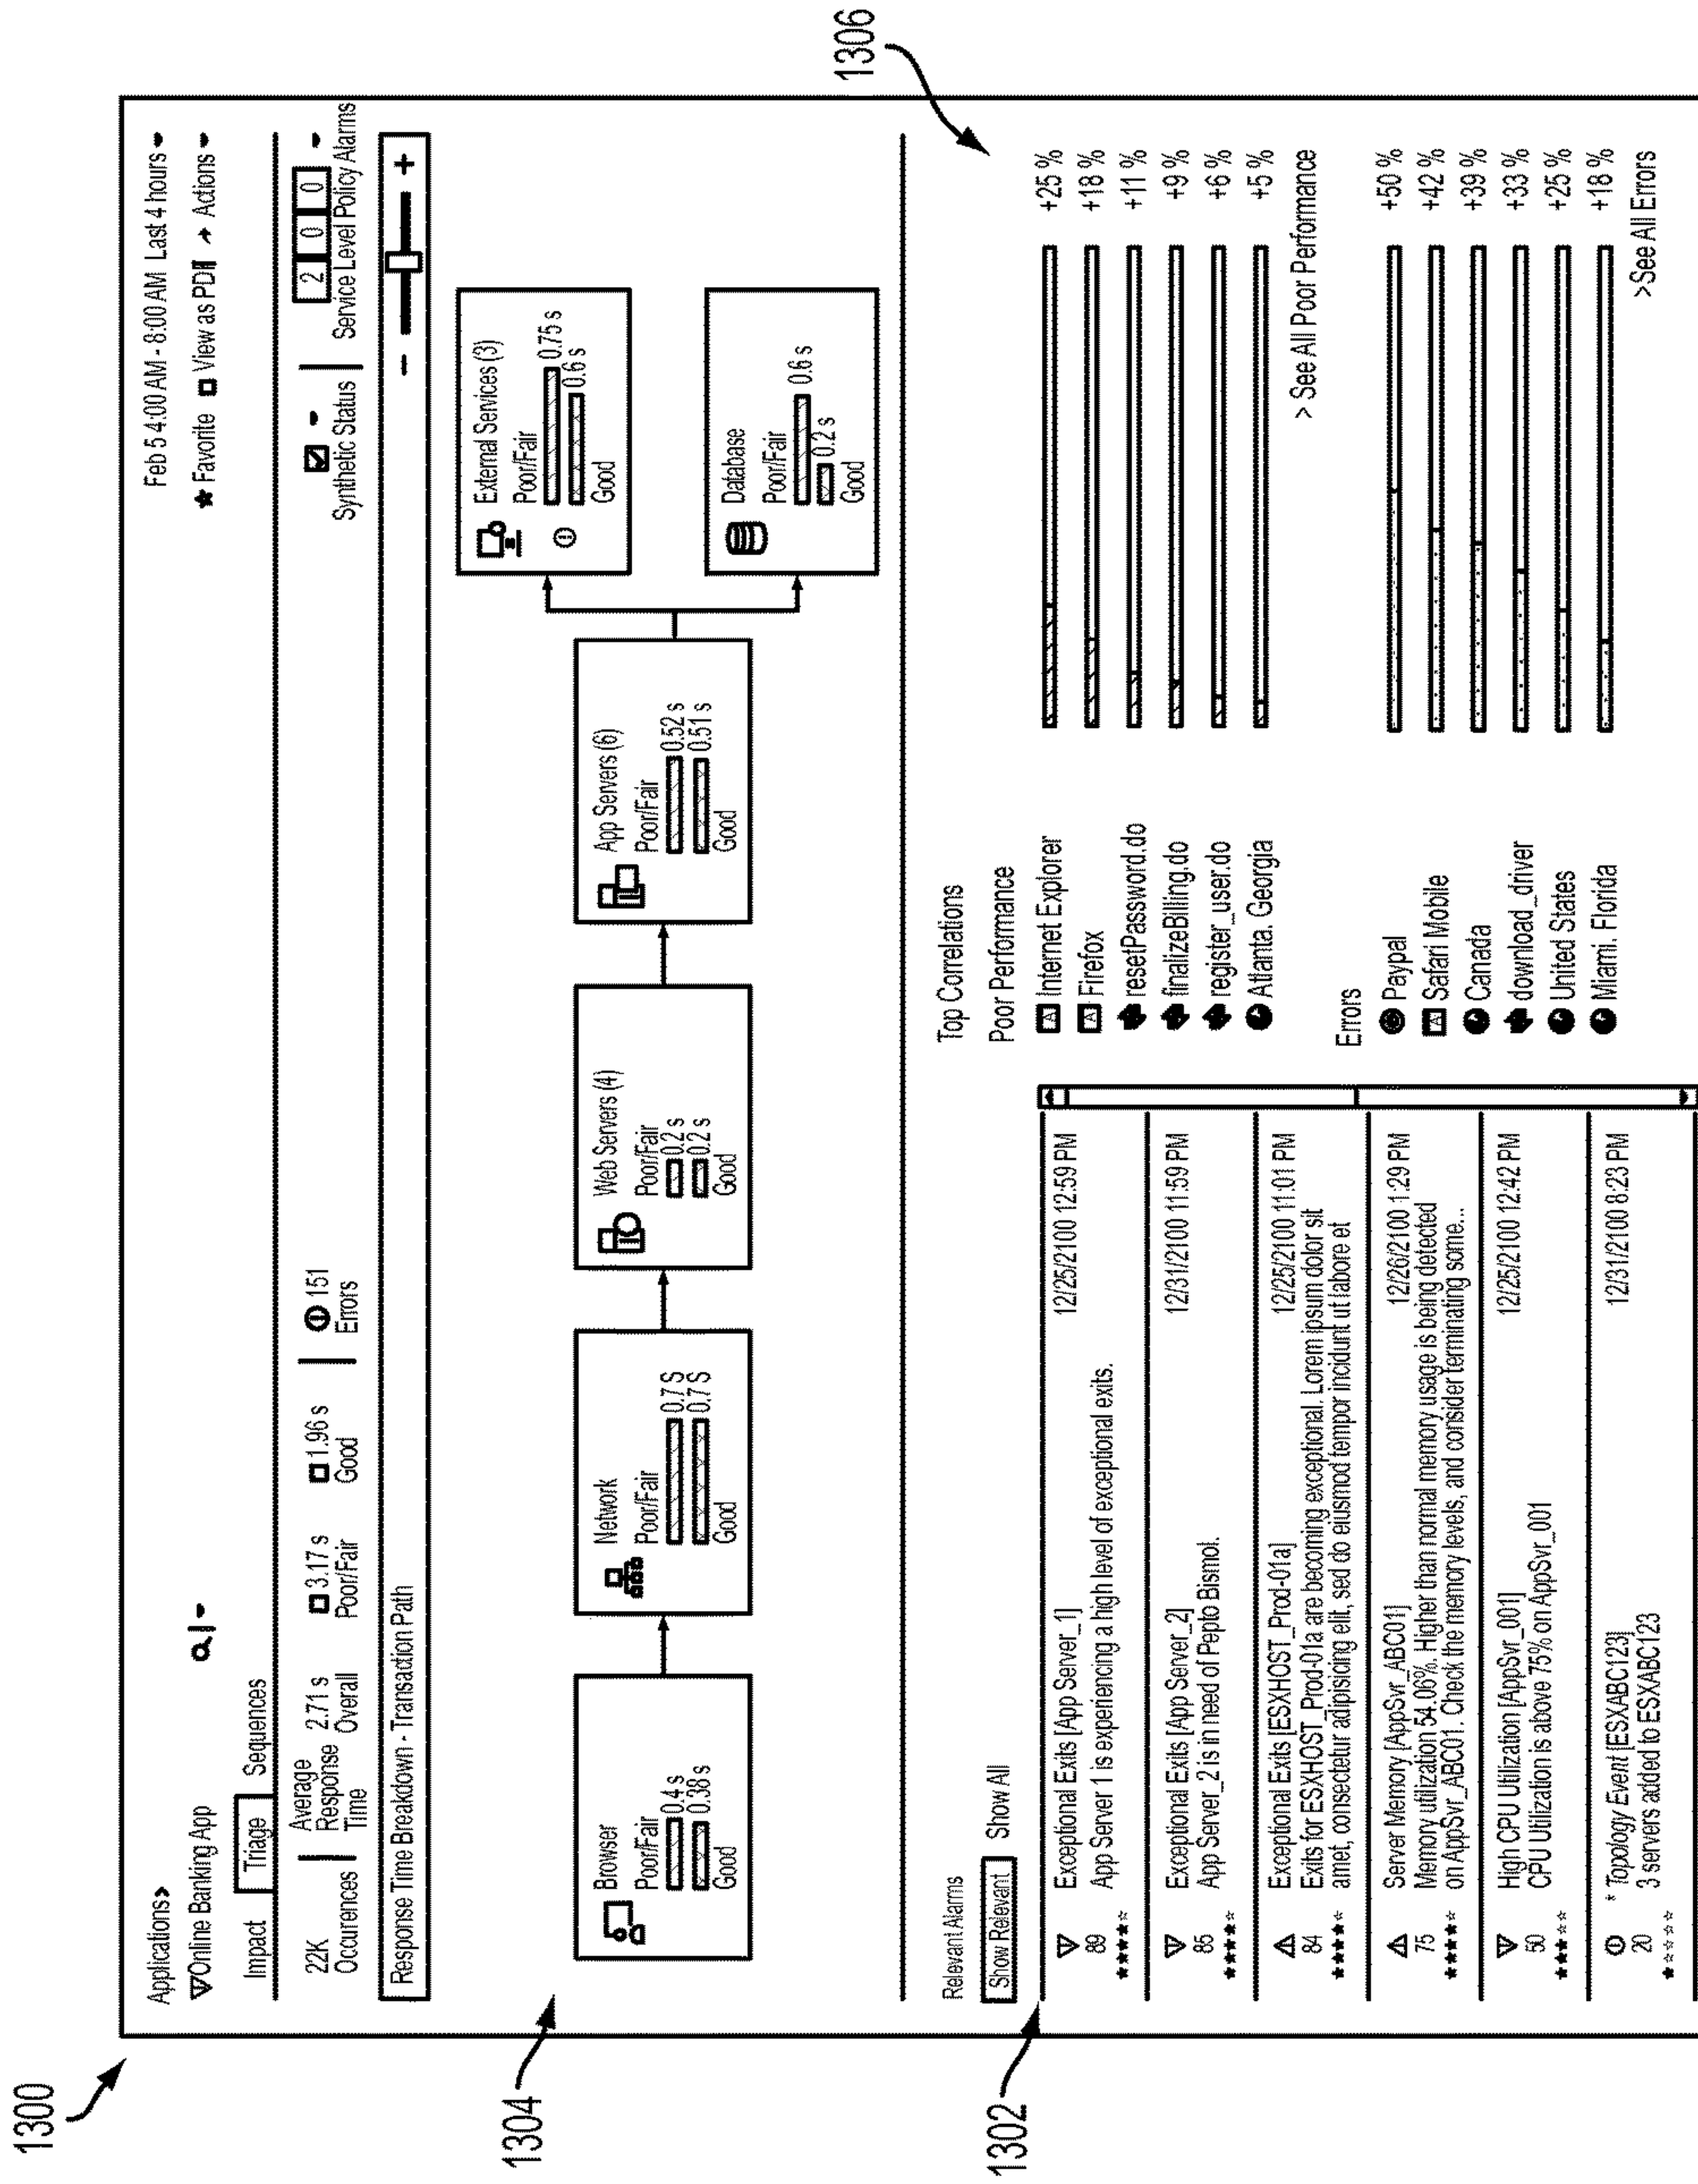 1300
Applications>
Feb 5 4:00 AM - 8:00 AM Last 4 hours
Online Banking App
Favorite View as PDF Actions
Impact Triage Sequences
22K
Occurences
Average
Response
Time
2.71 s
Overall
3.17 s
Poor/Fair
1.96 s
Good
151
Errors
Synthetic Status
2 0 0
Service Level Policy Alarms
Response Time Breakdown - Transaction Path
- +
1304
Browser
Poor/Fair
0.4 s
0.38 s
Good
Network
Poor/Fair
0.7 S
0.7 S
Good
Web Servers (4)
Poor/Fair
0.2 s
0.2 s
Good
App Servers (6)
Poor/Fair
0.52 s
0.51 s
Good
External Services (3)
Poor/Fair
0.75 s
0.6 s
Good
Database
Poor/Fair
0.6 s
0.2 s
Good
1302
Relevant Alarms
Show Relevant Show All
89
Exceptional Exits [App Server_1] 12/25/2100 12:59 PM
App Server 1 is experiencing a high level of exceptional exits.
86
Exceptional Exits [App Server_2] 12/31/2100 11:59 PM
App Server_2 is in need of Pepto Bismol.
84
Exceptional Exits [ESXHOST_Prod-01a] 12/25/2100 11:01 PM
Exits for ESXHOST_Prod-01a are becoming exceptional. Lorem ipsum dolor sit
amet, consectetur adipisicing elit, sed do eiusmod tempor incidunt ut labore et
75
Server Memory [AppSvr_ABC01] 12/26/2100 1:29 PM
Memory utilization 54.06%. Higher than normal memory usage is being detected
on AppSvr_ABC01. Check the memory levels, and consider terminating some...
50
High CPU Utilization [AppSvr_001] 12/25/2100 12:42 PM
CPU Utilization is above 75% on AppSvr_001
20
* Topology Event [ESXABC123] 12/31/2100 8:23 PM
3 servers added to ESXABC123
1306
Top Correlations
Poor Performance
Internet Explorer +25 %
Firefox +18 %
resetPassword.do +11 %
finalizeBilling.do +9 %
register_user.do +6 %
Atlanta. Georgia +5 %
> See All Poor Performance
Errors
Paypal +50 %
Safari Mobile +42 %
Canada +39 %
download_driver +33 %
United States +25 %
Miami. Florida +18 %
>See All Errors